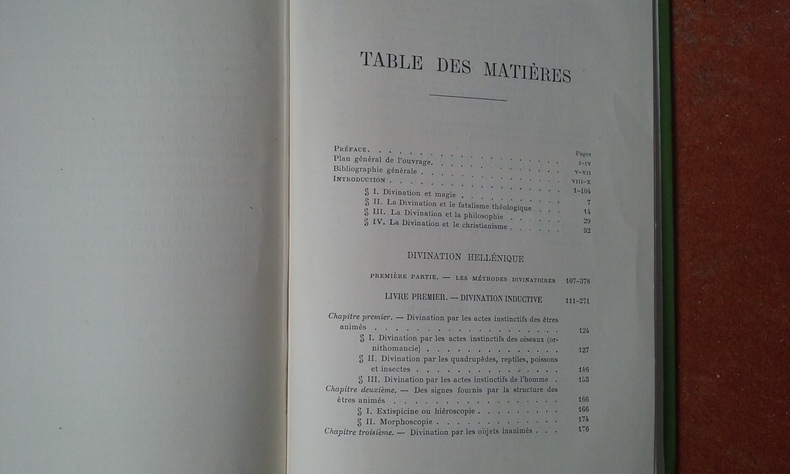 TABLE DES MATIÈRES
Pages
PRÉFACE. . . . . . . . . . . . . . . . . . I-IV
Plan général de l'ouvrage. . . . . . . . . . . . V-VII
Bibliographie générale . . . . . . . . . . . . . VIII-X
INTRODUCTION . . . . . . . . . . . . . . . . 1-104
§ I. Divination et magie . . . . . . . . . . 7
§ II. La Divination et le fatalisme théologique . . . 14
§ III. La Divination et la philosophie . . . . . . 29
§ IV. La Divination et le christianisme . . . . . . 92
DIVINATION HELLÉNIQUE
PREMIÈRE PARTIE. — LES MÉTHODES DIVINATOIRES 107-378
LIVRE PREMIER. — DIVINATION INDUCTIVE 111-271
Chapitre premier. — Divination par les actes instinctifs des êtres
animés . . . . . . . . . . . . . . . . . . 124
§ I. Divination par les actes instinctifs des oiseaux (or-
nithomancie) . . . . . . . . . . . . . 127
§ II. Divination par les quadrupèdes, reptiles, poissons
et insectes . . . . . . . . . . . . . . 146
§ III. Divination par les actes instinctifs de l'homme . 153
Chapitre deuxième. — Des signes fournis par la structure des
êtres animés . . . . . . . . . . . . . . . . 166
§ I. Extispicine ou hiéroscopie . . . . . . . . . 166
§ II. Morphoscopie . . . . . . . . . . . . . 174
Chapitre troisième. — Divination par les objets inanimés . . . 176